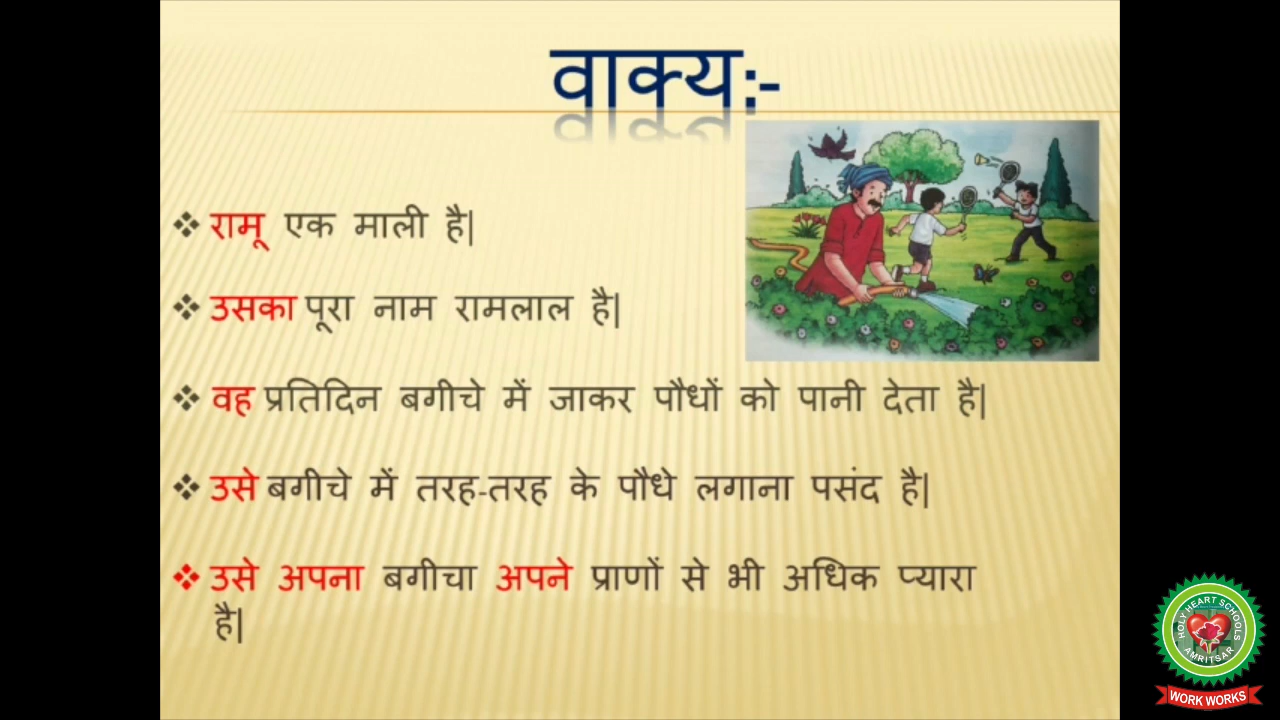 वाक्य:-
❖ रामू एक माली है|
❖ उसका पूरा नाम रामलाल है|
❖ वह प्रतिदिन बगीचे में जाकर पौधों को पानी देता है|
❖ उसे बगीचे में तरह-तरह के पौधे लगाना पसंद है|
❖ उसे अपना बगीचा अपने प्राणों से भी अधिक प्यारा
है|
HOLY HEART SCHOOLS
AMRITSAR
WORK WORKS